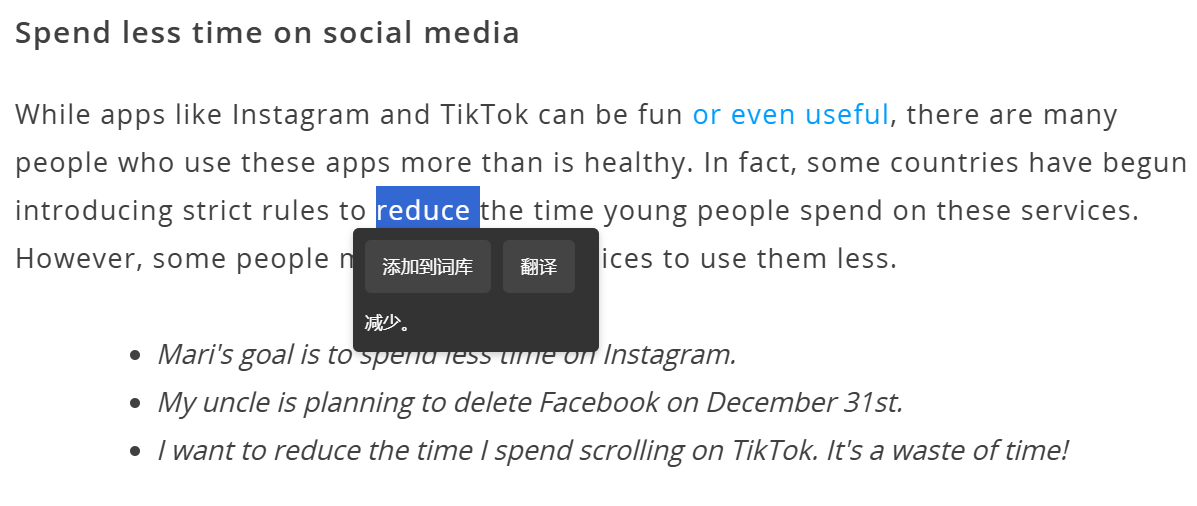 Spend less time on social media
While apps like Instagram and TikTok can be fun or even useful, there are many
people who use these apps more than is healthy. In fact, some countries have begun
introducing strict rules to reduce the time young people spend on these services.
However, some people ices to use them less.
添加到词库 翻译
减少。
Mari's goal is to spend less time on Instagram.
My uncle is planning to delete Facebook on December 31st.
I want to reduce the time I spend scrolling on TikTok. It's a waste of time!